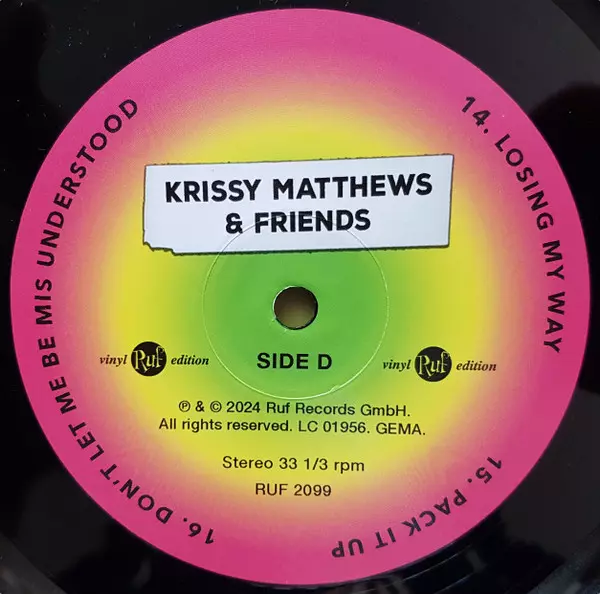 KRISSY MATTHEWS
& FRIENDS
14. LOSING MY WAY
15. PACK IT UP
16. DON'T LET ME BE MIS UNDERSTOOD
vinyl Ruf edition
SIDE D
vinyl Ruf edition
℗ & © 2024 Ruf Records GmbH.
All rights reserved. LC 01956. GEMA.
Stereo 33 1/3 rpm
RUF 2099